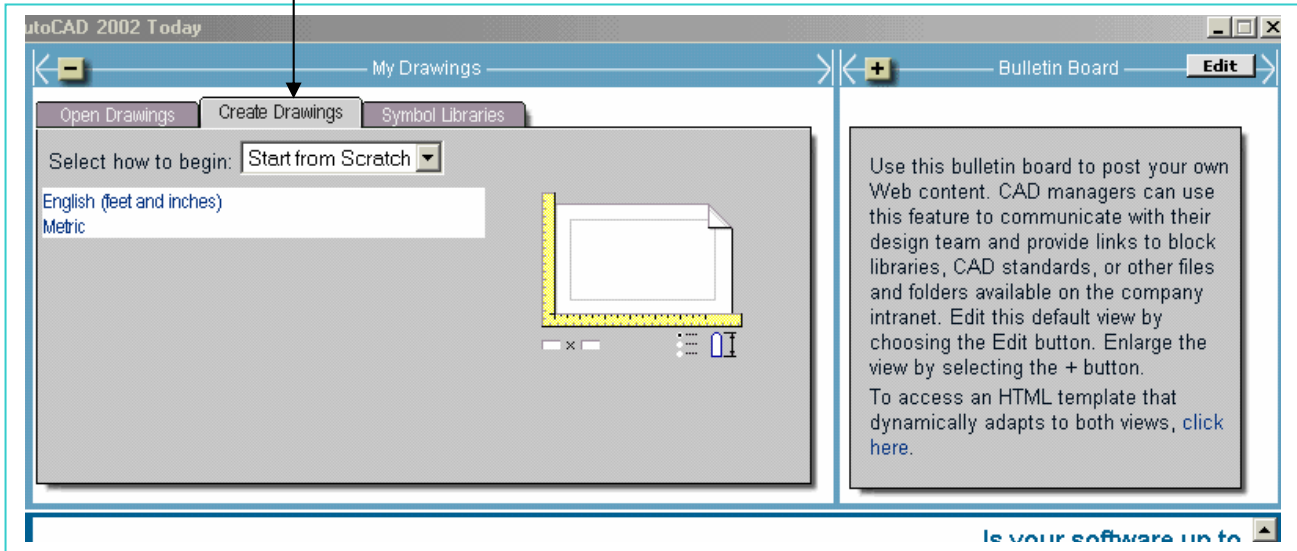 utoCAD 2002 Today
My Drawings
Bulletin Board
Edit
Open Drawings
Create Drawings
Symbol Libraries
Select how to begin: Start from Scratch
English (feet and inches)
Metric
Use this bulletin board to post your own
Web content. CAD managers can use
this feature to communicate with their
design team and provide links to block
libraries, CAD standards, or other files
and folders available on the company
intranet. Edit this default view by
choosing the Edit button. Enlarge the
view by selecting the + button.
To access an HTML template that
dynamically adapts to both views, click
here.
Is your software up to